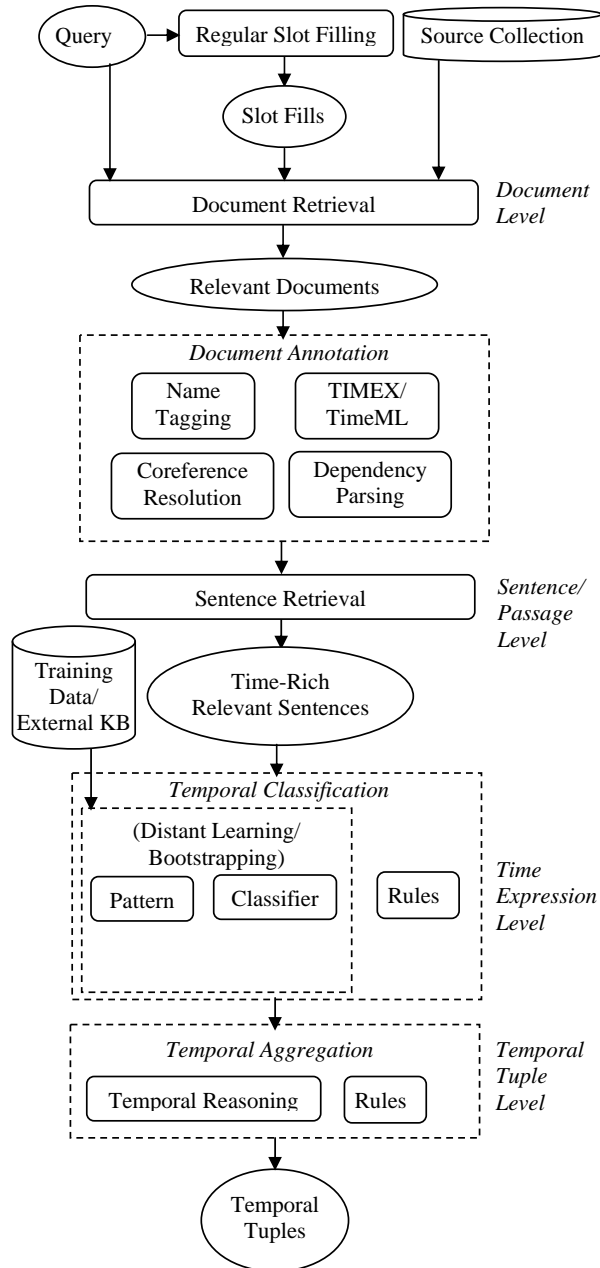 Query
Regular Slot Filling
Source Collection
Slot Fills
Document Retrieval
Document
Level
Relevant Documents
Document Annotation
Name
Tagging
TIMEX/
TimeML
Coreference
Resolution
Dependency
Parsing
Sentence Retrieval
Sentence/
Passage
Level
Training
Data/
External KB
Time-Rich
Relevant Sentences
Temporal Classification
(Distant Learning/
Bootstrapping)
Pattern
Classifier
Rules
Time
Expression
Level
Temporal Aggregation
Temporal Reasoning
Rules
Temporal
Tuple
Level
Temporal
Tuples